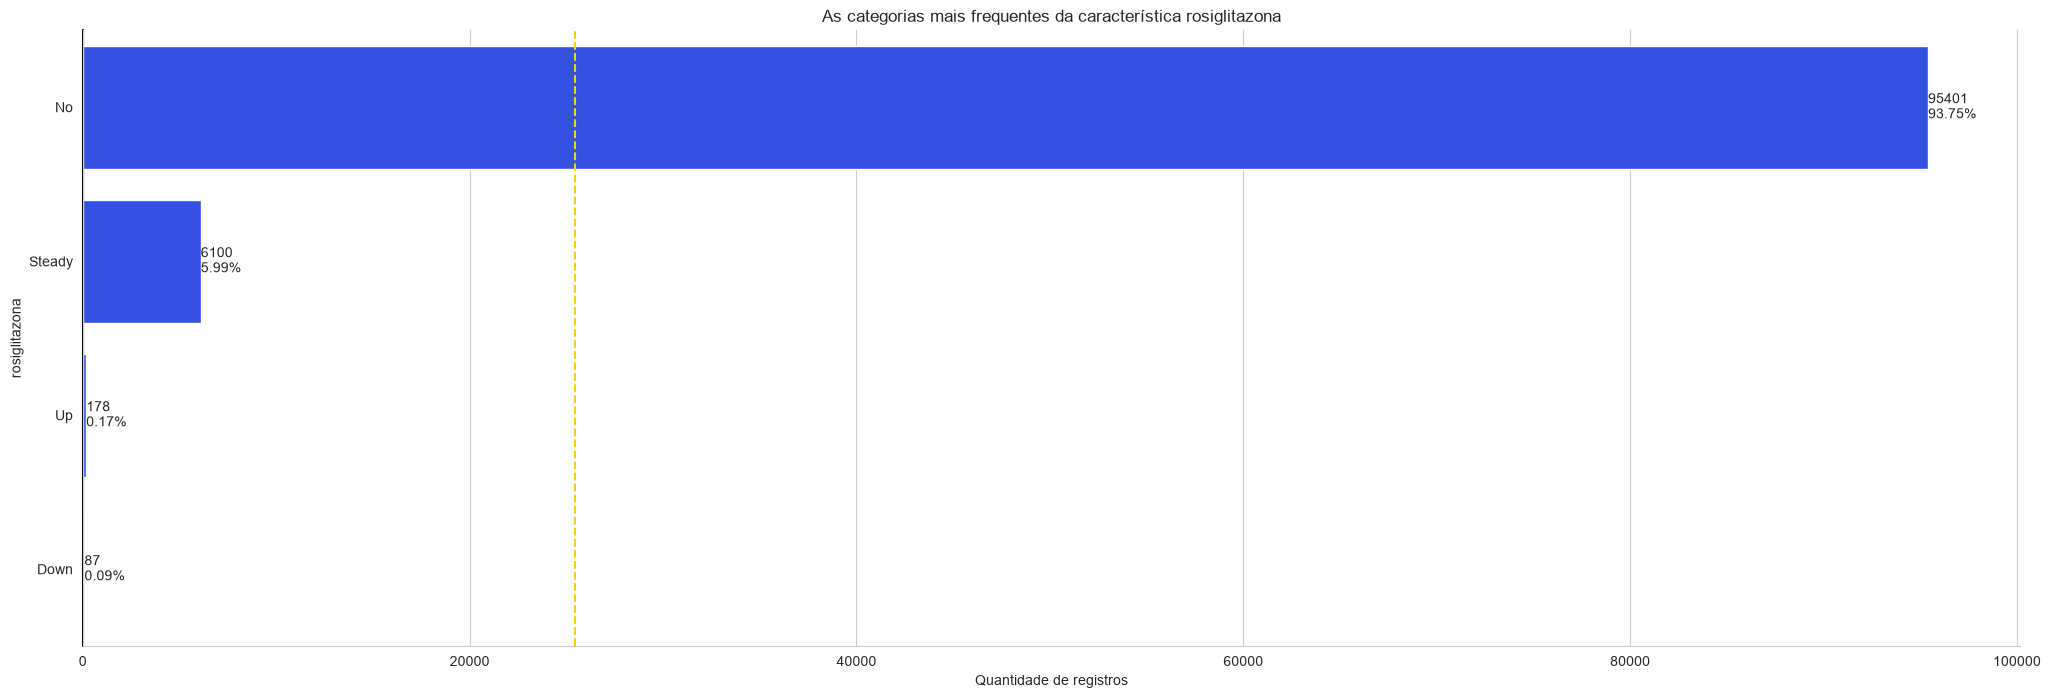 As categorias mais frequentes da característica rosiglitazona
No
95401
93.75%
Steady
6100
5.99%
rosiglitazona
Up
178
0.17%
Down
87
0.09%
0
20000
40000
60000
80000
100000
Quantidade de registros